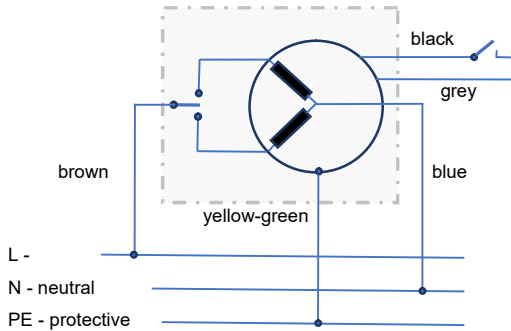 black
grey
brown
blue
yellow-green
L -
N - neutral
PE - protective